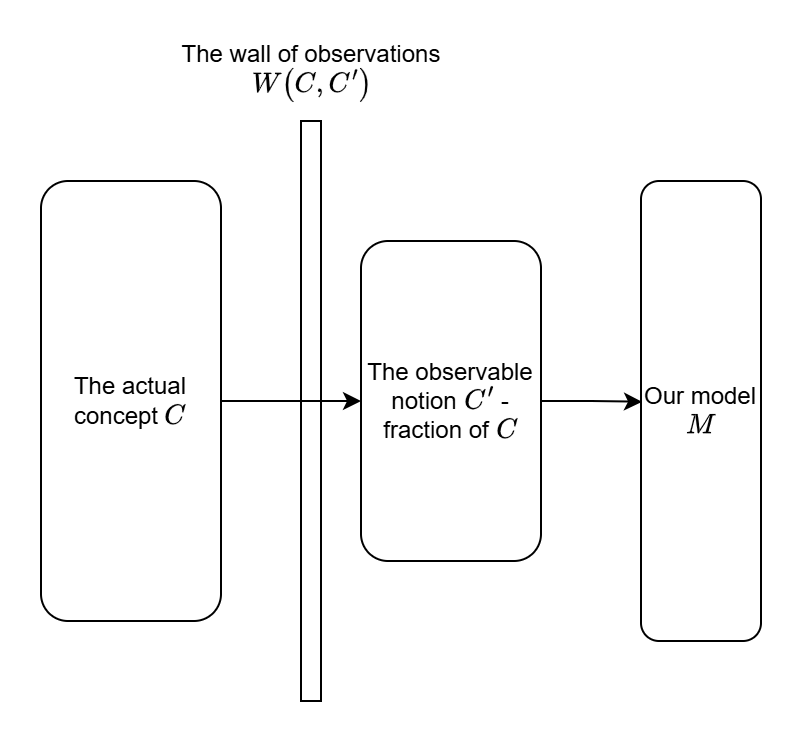 The wall of observations
W(C, C′)
The actual
concept C
The observable
notion C′ -
fraction of C
Our model
M